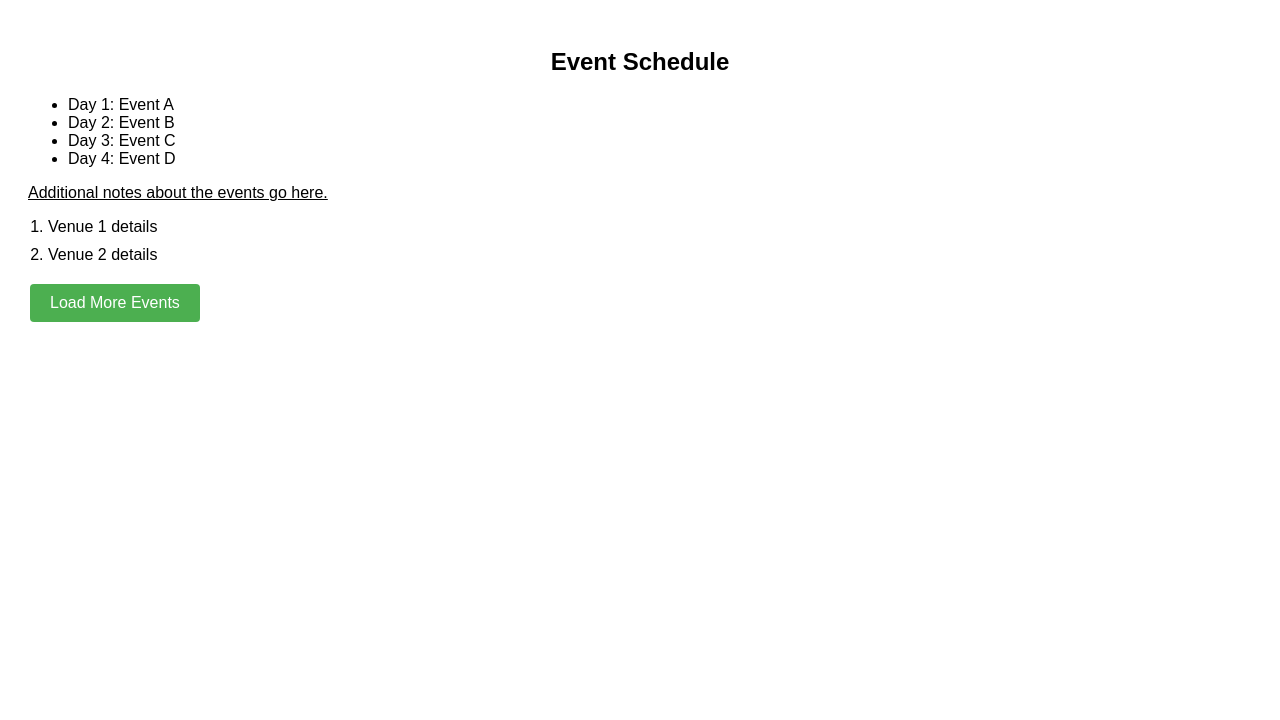 Event Schedule
• Day 1: Event A
• Day 2: Event B
• Day 3: Event C
• Day 4: Event D
Additional notes about the events go here.
1. Venue 1 details
2. Venue 2 details
Load More Events